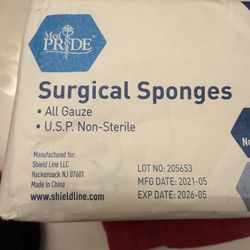 Med
PRIDE
Surgical Sponges
• All Gauze
• U.S.P. Non-Sterile
Manufactured for:
Shield Line LLC
Hackensack NJ 07601
Made in China
www.shieldline.com
LOT NO: 205653
MFG DATE: 2021-05
EXP DATE: 2026-05